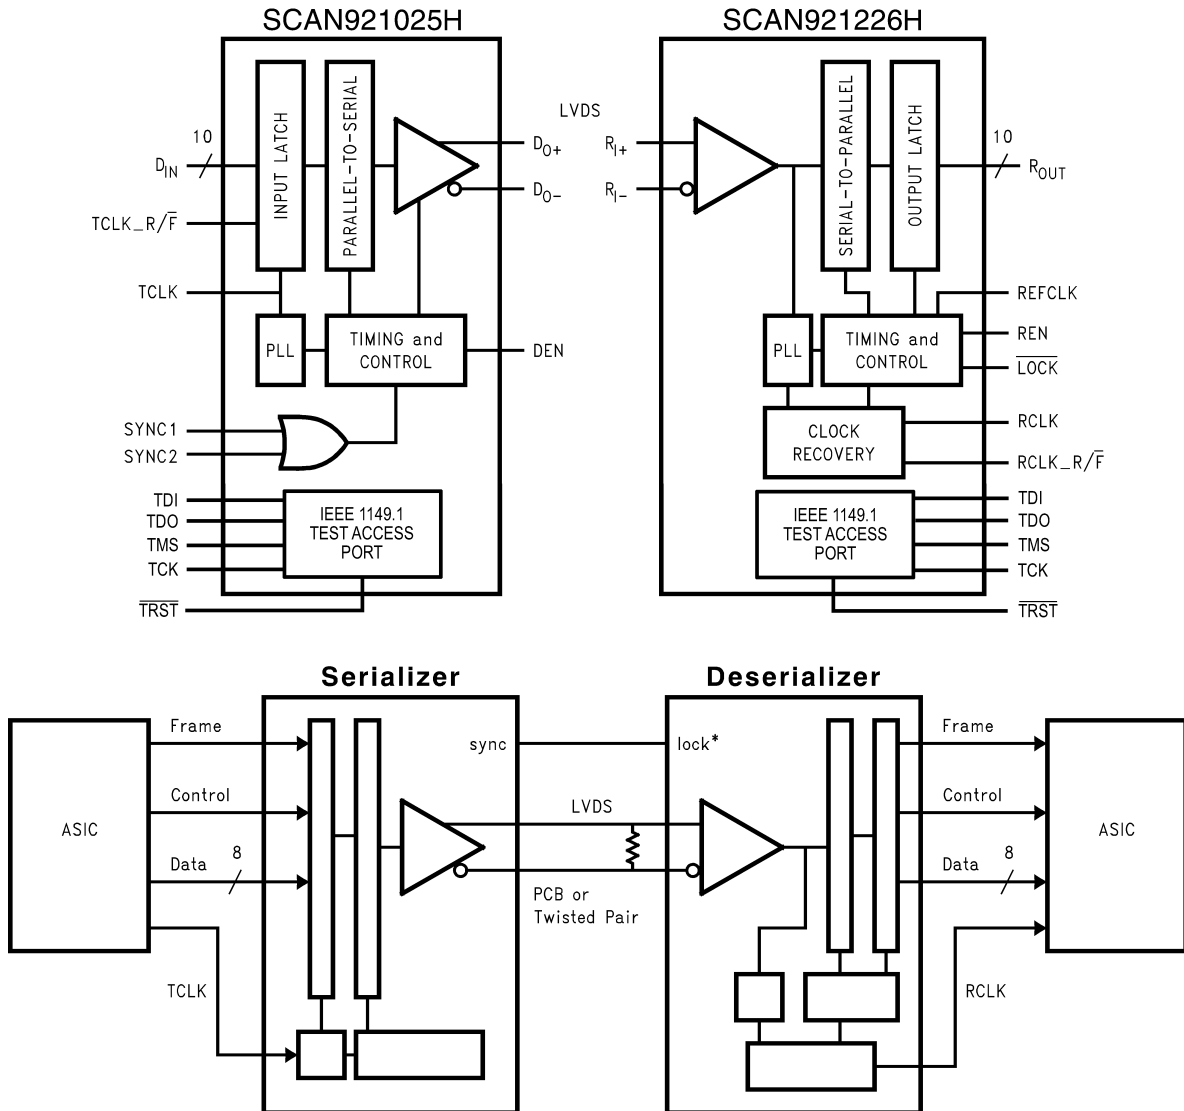 SCAN921025H
SCAN921226H
INPUT LATCH
PARALLEL-TO-SERIAL
LVDS
SERIAL-TO-PARALLEL
OUTPUT LATCH
10
DIN
DO+
DO−
RI+
RI−
10
ROUT
TCLK_R/F̅
TCLK
REFCLK
PLL
TIMING and
CONTROL
DEN
PLL
TIMING and
CONTROL
REN
L̅O̅C̅K̅
SYNC1
SYNC2
CLOCK
RECOVERY
RCLK
RCLK_R/F̅
TDI
TDO
TMS
TCK
T̅R̅S̅T̅
IEEE 1149.1
TEST ACCESS
PORT
IEEE 1149.1
TEST ACCESS
PORT
TDI
TDO
TMS
TCK
T̅R̅S̅T̅
Serializer
Deserializer
ASIC
Frame
Control
Data
8
TCLK
sync
lock*
LVDS
PCB or
Twisted Pair
Frame
Control
Data
8
RCLK
ASIC